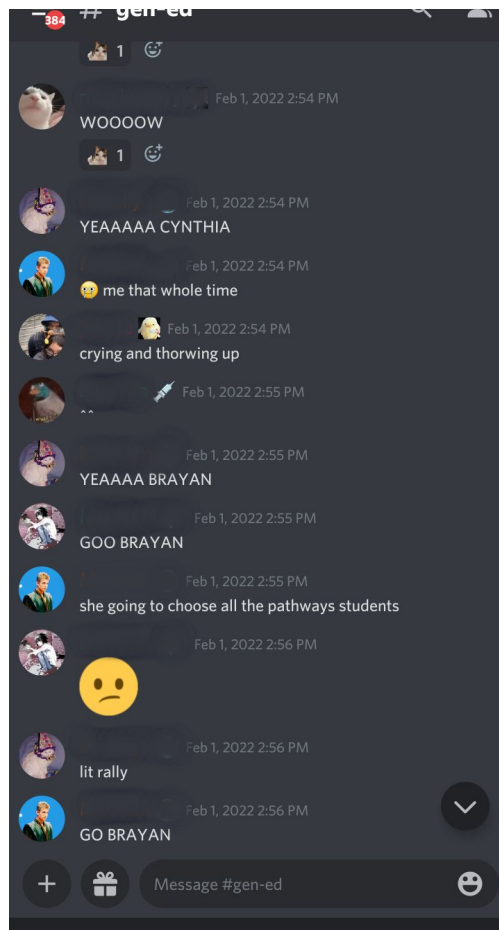 384
# gen-ed
1
Feb 1, 2022 2:54 PM
WOOOOW
1
Feb 1, 2022 2:54 PM
YEAAAAA CYNTHIA
Feb 1, 2022 2:54 PM
me that whole time
Feb 1, 2022 2:54 PM
crying and thorwing up
Feb 1, 2022 2:55 PM
^^
Feb 1, 2022 2:55 PM
YEAAAA BRAYAN
Feb 1, 2022 2:55 PM
GOO BRAYAN
Feb 1, 2022 2:55 PM
she going to choose all the pathways students
Feb 1, 2022 2:56 PM
Feb 1, 2022 2:56 PM
lit rally
Feb 1, 2022 2:56 PM
GO BRAYAN
Message #gen-ed